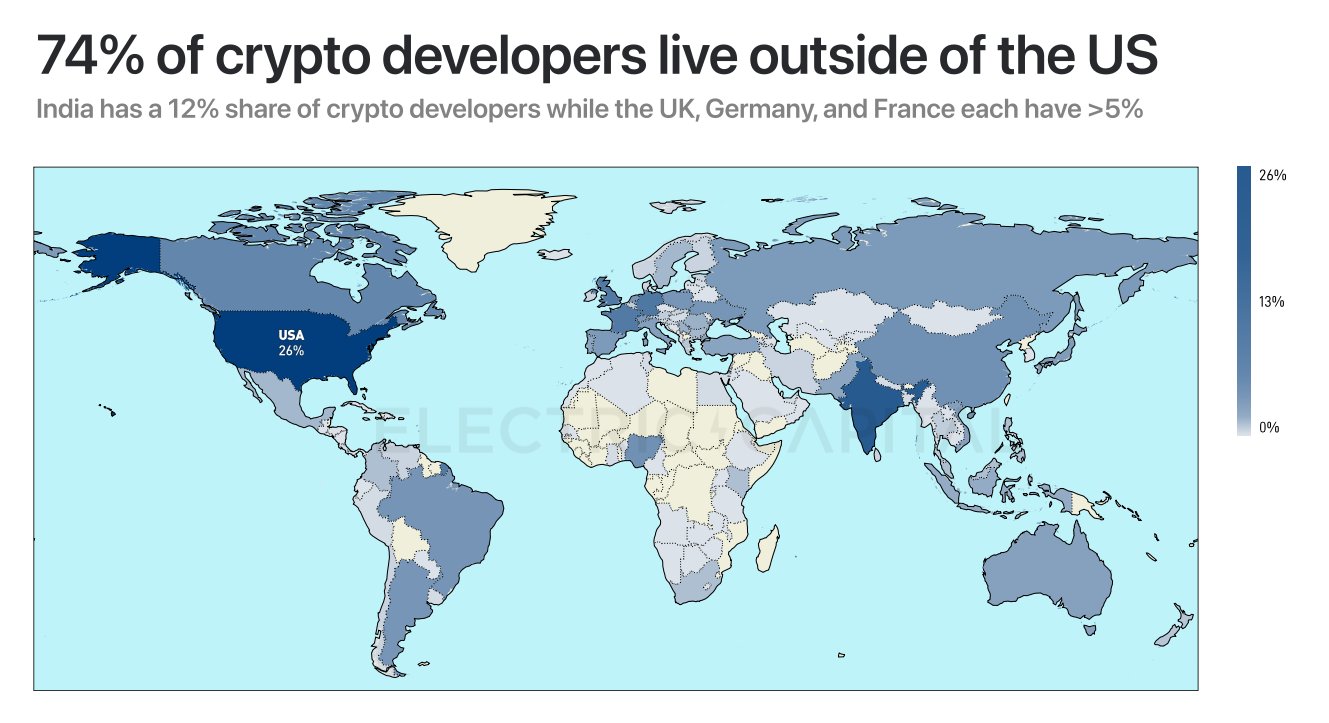 74% of crypto developers live outside of the US
India has a 12% share of crypto developers while the UK, Germany, and France each have >5%
26%
USA
26%
13%
ELECTRIC CAPITAL
0%